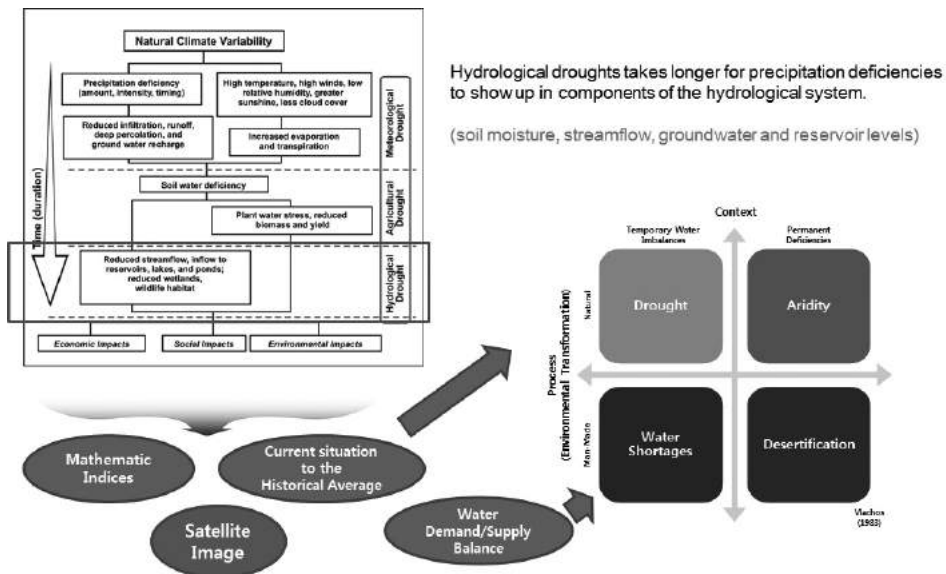 Natural Climate Variability
Precipitation deficiency
(amount, intensity, timing)
High temperature, high winds, low
relative humidity, greater
sunshine, less cloud cover
Reduced infiltration, runoff,
deep percolation, and
ground water recharge
Increased evaporation
and transpiration
Meteorological
Drought
Soil water deficiency
Plant water stress, reduced
biomass and yield
Agricultural
Drought
Time (duration)
Reduced streamflow, inflow to
reservoirs, lakes, and ponds;
reduced wetlands,
wildlife habitat
Hydrological
Drought
Economic Impacts
Social Impacts
Environmental Impacts
Hydrological droughts takes longer for precipitation deficiencies
to show up in components of the hydrological system.
(soil moisture, streamflow, groundwater and reservoir levels)
Mathematic
Indices
Current situation
to the
Historical Average
Satellite
Image
Water
Demand/Supply
Balance
Context
Temporary Water
Imbalances
Permanent
Deficiencies
Process
(Environmental Transformation)
Natural
Man-Made
Drought
Aridity
Water
Shortages
Desertification
Vlachos
(1983)